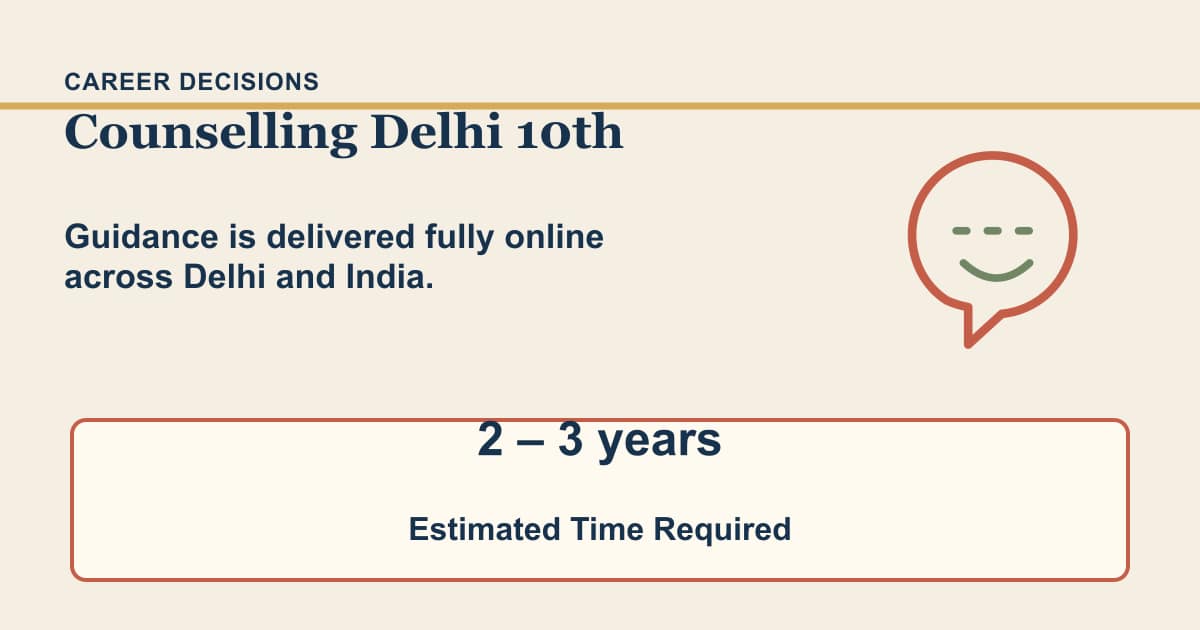 CAREER DECISIONS
Counselling Delhi 10th
Guidance is delivered fully online
across Delhi and India.
2 – 3 years
Estimated Time Required